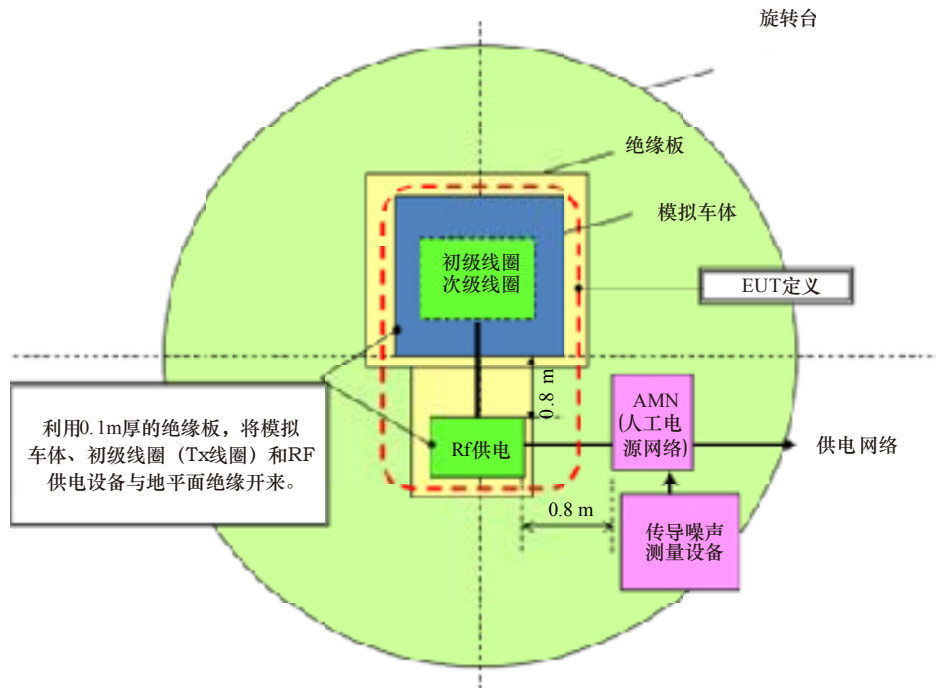 旋转台
绝缘板
模拟车体
初级线圈
次级线圈
EUT定义
0.8 m
利用0.1m厚的绝缘板，将模拟
车体、初级线圈（Tx线圈）和RF
供电设备与地平面绝缘开来。
Rf供电
AMN
(人工电
源网络)
供电网络
0.8 m
传导噪声
测量设备